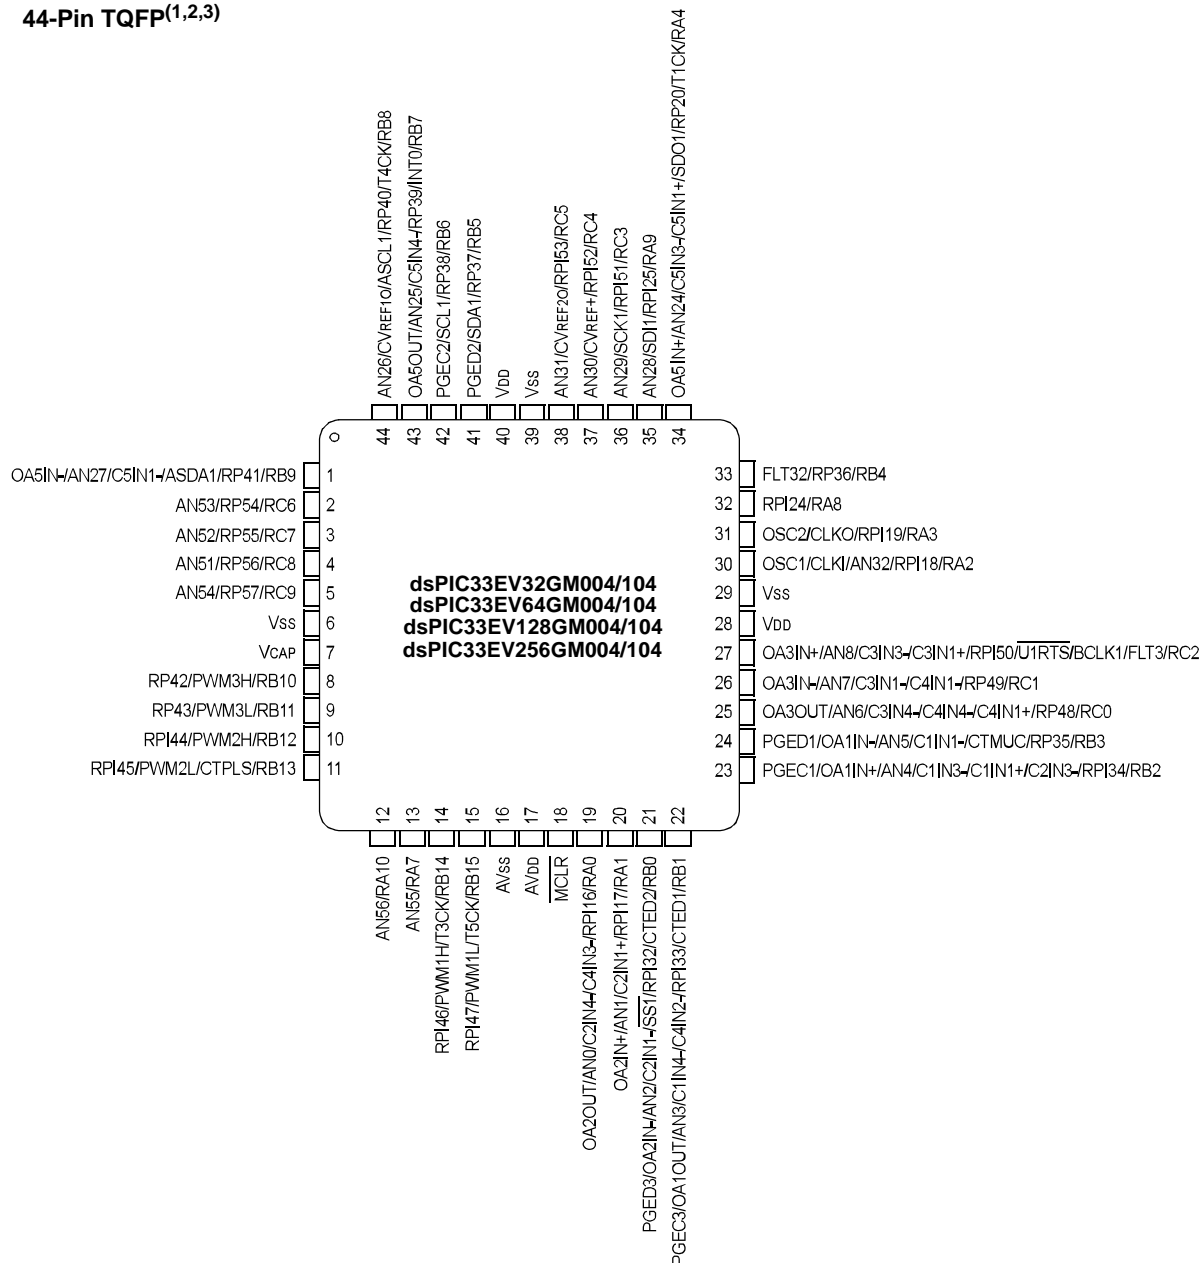 44-Pin TQFP(1,2,3)
AN26/CVREF1O/ASCL1/RP40/T4CK/RB8
OA5OUT/AN25/C5IN4-/RP39/INT0/RB7
PGEC2/SCL1/RP38/RB6
PGED2/SDA1/RP37/RB5
VDD
VSS
AN31/CVREF2O/RPI53/RC5
AN30/CVREF+/RPI52/RC4
AN29/SCK1/RPI51/RC3
AN28/SDI1/RPI25/RA9
OA5IN+/AN24/C5IN3-/C5IN1+/SDO1/RP20/T1CK/RA4
44 43 42 41 40 39 38 37 36 35 34
OA5IN-/AN27/C5IN1-/ASDA1/RP41/RB9 1
AN53/RP54/RC6 2
AN52/RP55/RC7 3
AN51/RP56/RC8 4
AN54/RP57/RC9 5
VSS 6
VCAP 7
RP42/PWM3H/RB10 8
RP43/PWM3L/RB11 9
RPI44/PWM2H/RB12 10
RPI45/PWM2L/CTPLS/RB13 11
dsPIC33EV32GM004/104
dsPIC33EV64GM004/104
dsPIC33EV128GM004/104
dsPIC33EV256GM004/104
33 FLT32/RP36/RB4
32 RPI24/RA8
31 OSC2/CLKO/RPI19/RA3
30 OSC1/CLKI/AN32/RPI18/RA2
29 VSS
28 VDD
27 OA3IN+/AN8/C3IN3-/C3IN1+/RPI50/U1RTS/BCLK1/FLT3/RC2
26 OA3IN-/AN7/C3IN1-/C4IN1-/RP49/RC1
25 OA3OUT/AN6/C3IN4-/C4IN4-/C4IN1+/RP48/RC0
24 PGED1/OA1IN-/AN5/C1IN1-/CTMUC/RP35/RB3
23 PGEC1/OA1IN+/AN4/C1IN3-/C1IN1+/C2IN3-/RPI34/RB2
12 13 14 15 16 17 18 19 20 21 22
AN56/RA10
AN55/RA7
RPI46/PWM1H/T3CK/RB14
RPI47/PWM1L/T5CK/RB15
AVSS
AVDD
MCLR
OA2OUT/AN0/C2IN4-/C4IN3-/RPI16/RA0
OA2IN+/AN1/C2IN1+/RPI17/RA1
PGED3/OA2IN-/AN2/C2IN1-/SS1/RPI32/CTED2/RB0
PGEC3/OA1OUT/AN3/C1IN4-/C4IN2-/RPI33/CTED1/RB1